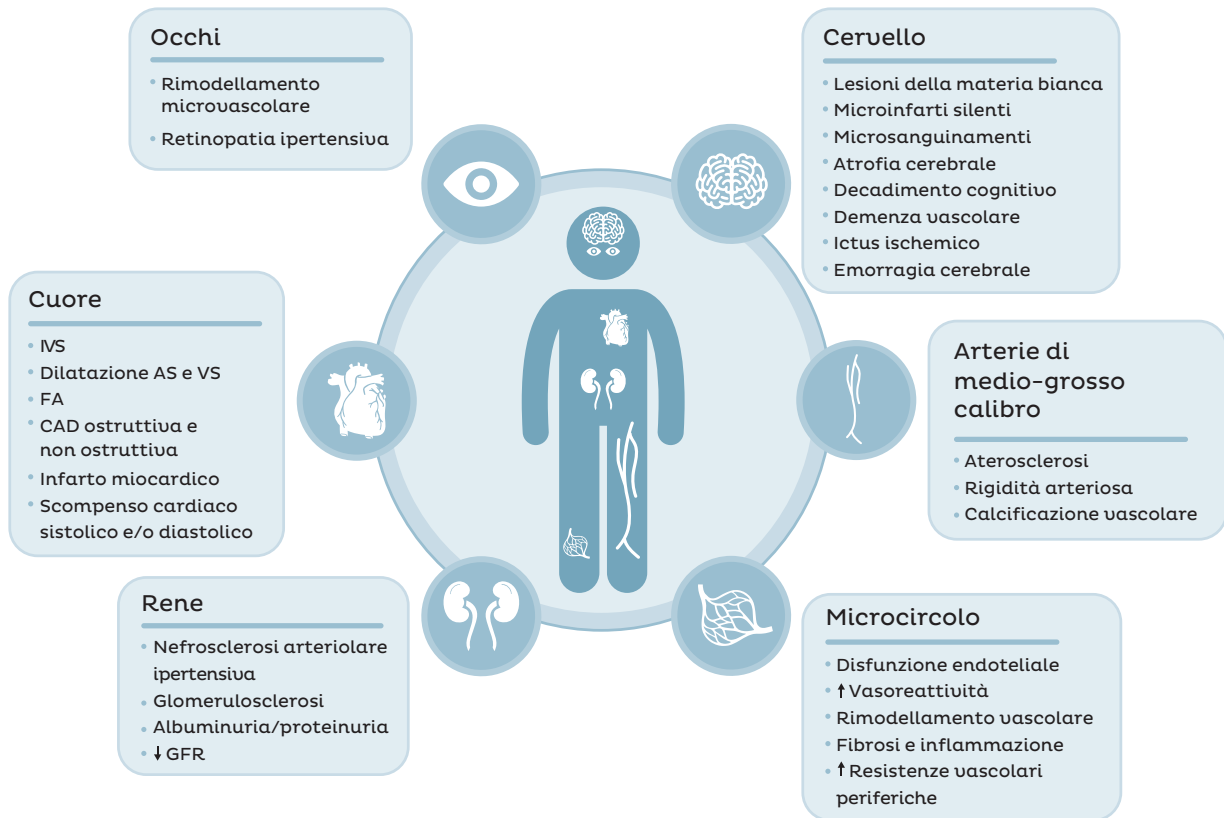 Occhi
• Rimodellamento
microvascolare
• Retinopatia ipertensiva
Cervello
• Lesioni della materia bianca
• Microinfarti silenti
• Microsanguinamenti
• Atrofia cerebrale
• Decadimento cognitivo
• Demenza vascolare
• Ictus ischemico
• Emorragia cerebrale
Cuore
• IVS
• Dilatazione AS e VS
• FA
• CAD ostruttiva e
non ostruttiva
• Infarto miocardico
• Scompenso cardiaco
sistolico e/o diastolico
Arterie di
medio-grosso
calibro
• Aterosclerosi
• Rigidità arteriosa
• Calcificazione vascolare
Rene
• Nefrosclerosi arteriolare
ipertensiva
• Glomerulosclerosi
• Albuminuria/proteinuria
• ↓ GFR
Microcircolo
• Disfunzione endoteliale
• ↑ Vasoreattività
• Rimodellamento vascolare
• Fibrosi e inflammazione
• ↑ Resistenze vascolari
periferiche